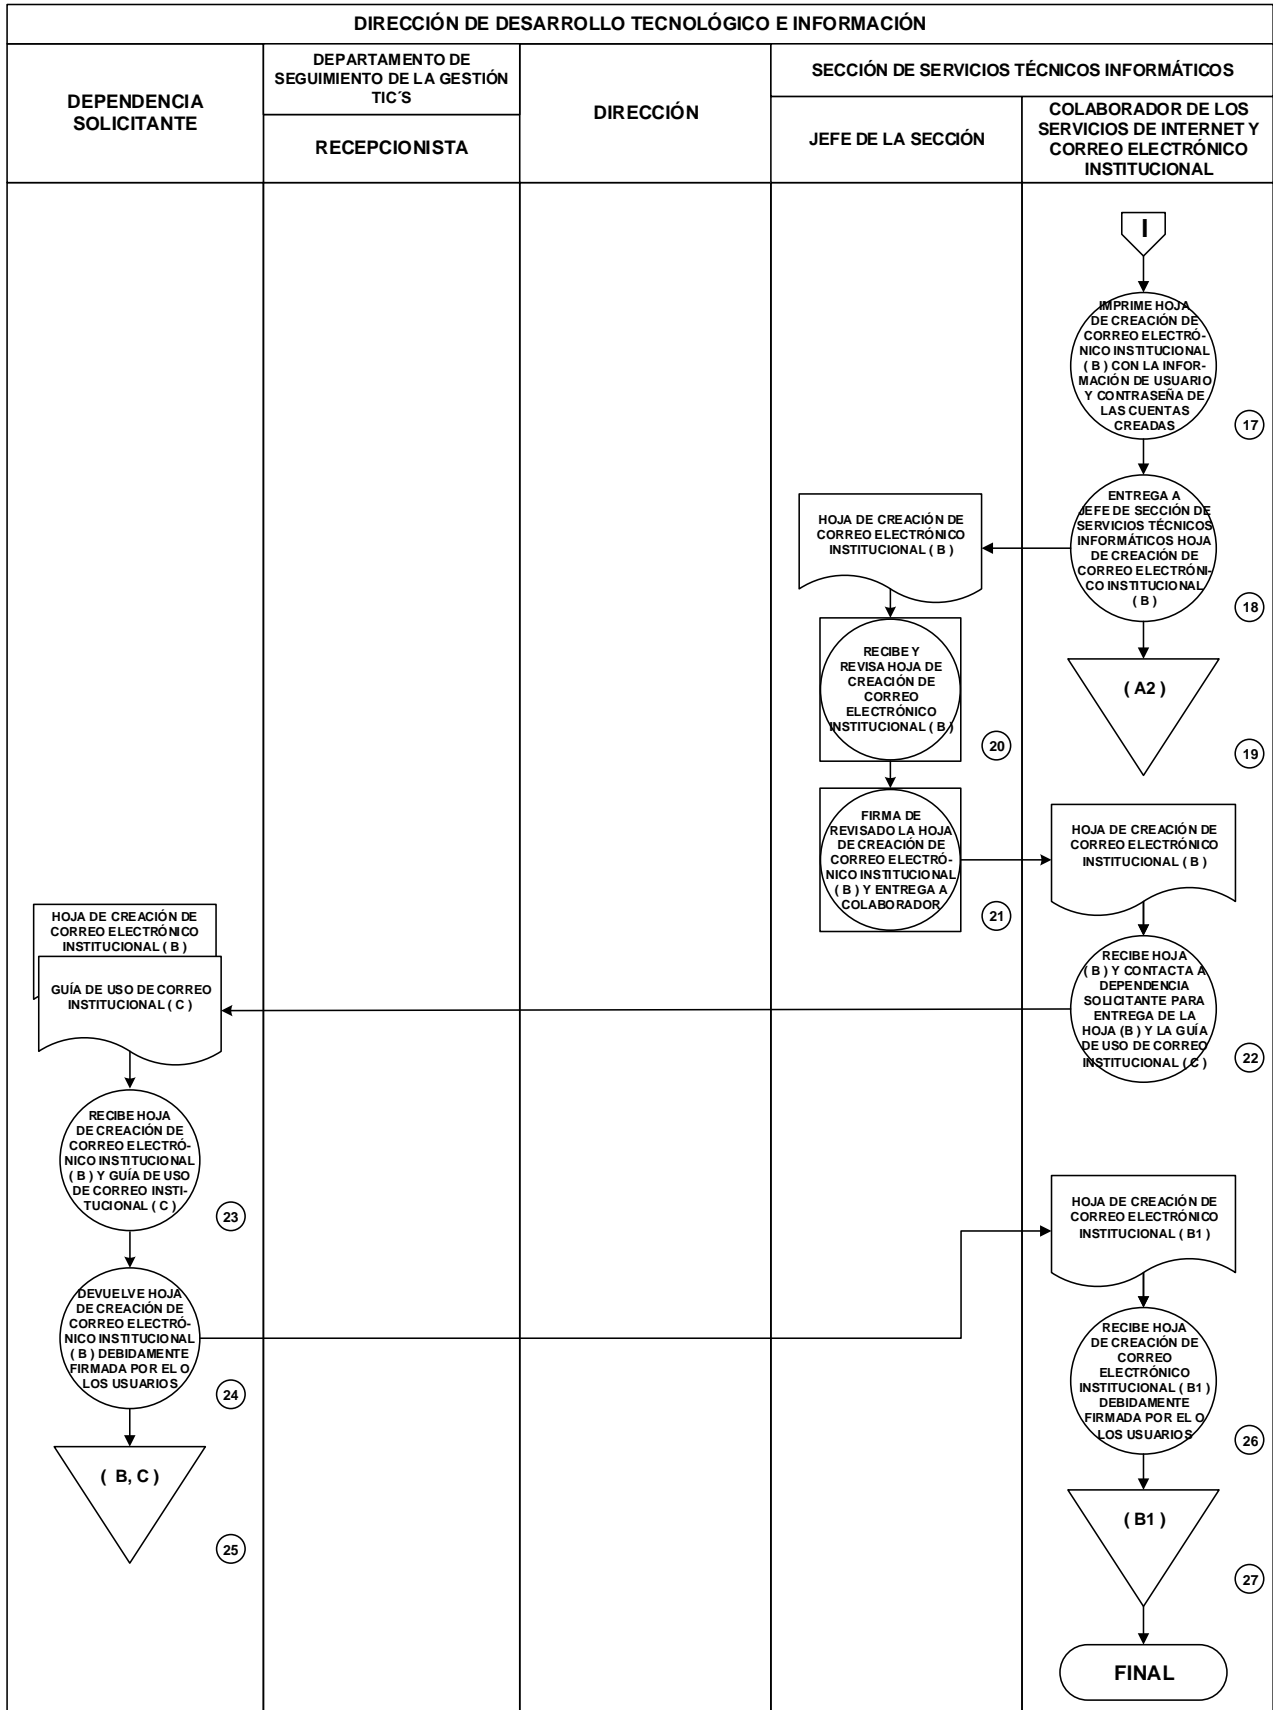 DIRECCIÓN DE DESARROLLO TECNOLÓGICO E INFORMACIÓN
DEPENDENCIA
SOLICITANTE
DEPARTAMENTO DE
SEGUIMIENTO DE LA GESTIÓN
TIC´S
RECEPCIONISTA
DIRECCIÓN
SECCIÓN DE SERVICIOS TÉCNICOS INFORMÁTICOS
JEFE DE LA SECCIÓN
COLABORADOR DE LOS
SERVICIOS DE INTERNET Y
CORREO ELECTRÓNICO
INSTITUCIONAL
I
IMPRIME HOJA
DE CREACIÓN DE
CORREO ELECTRÓ-
NICO INSTITUCIONAL
( B ) CON LA INFOR-
MACIÓN DE USUARIO
Y CONTRASEÑA DE
LAS CUENTAS
CREADAS
17
ENTREGA A
JEFE DE SECCIÓN DE
SERVICIOS TÉCNICOS
INFORMÁTICOS HOJA
DE CREACIÓN DE
CORREO ELECTRÓNI-
CO INSTITUCIONAL
( B )
18
HOJA DE CREACIÓN DE
CORREO ELECTRÓNICO
INSTITUCIONAL ( B )
( A2 )
19
RECIBE Y
REVISA HOJA DE
CREACIÓN DE
CORREO
ELECTRÓNICO
INSTITUCIONAL ( B )
20
FIRMA DE
REVISADO LA HOJA
DE CREACIÓN DE
CORREO ELECTRÓ-
NICO INSTITUCIONAL
( B ) Y ENTREGA A
COLABORADOR
21
HOJA DE CREACIÓN DE
CORREO ELECTRÓNICO
INSTITUCIONAL ( B )
RECIBE HOJA
( B ) Y CONTACTA A
DEPENDENCIA
SOLICITANTE PARA
ENTREGA DE LA
HOJA (B ) Y LA GUÍA
DE USO DE CORREO
INSTITUCIONAL ( C )
22
HOJA DE CREACIÓN DE
CORREO ELECTRÓNICO
INSTITUCIONAL ( B )
GUÍA DE USO DE CORREO
INSTITUCIONAL ( C )
RECIBE HOJA
DE CREACIÓN DE
CORREO ELECTRÓ-
NICO INSTITUCIONAL
( B ) Y GUÍA DE USO
DE CORREO INSTI-
TUCIONAL ( C )
23
DEVUELVE HOJA
DE CREACIÓN DE
CORREO ELECTRÓ-
NICO INSTITUCIONAL
( B ) DEBIDAMENTE
FIRMADA POR EL O
LOS USUARIOS
24
( B, C )
25
HOJA DE CREACIÓN DE
CORREO ELECTRÓNICO
INSTITUCIONAL ( B1 )
RECIBE HOJA
DE CREACIÓN DE
CORREO
ELECTRÓNICO
INSTITUCIONAL ( B1 )
DEBIDAMENTE
FIRMADA POR EL O
LOS USUARIOS
26
( B1 )
27
FINAL